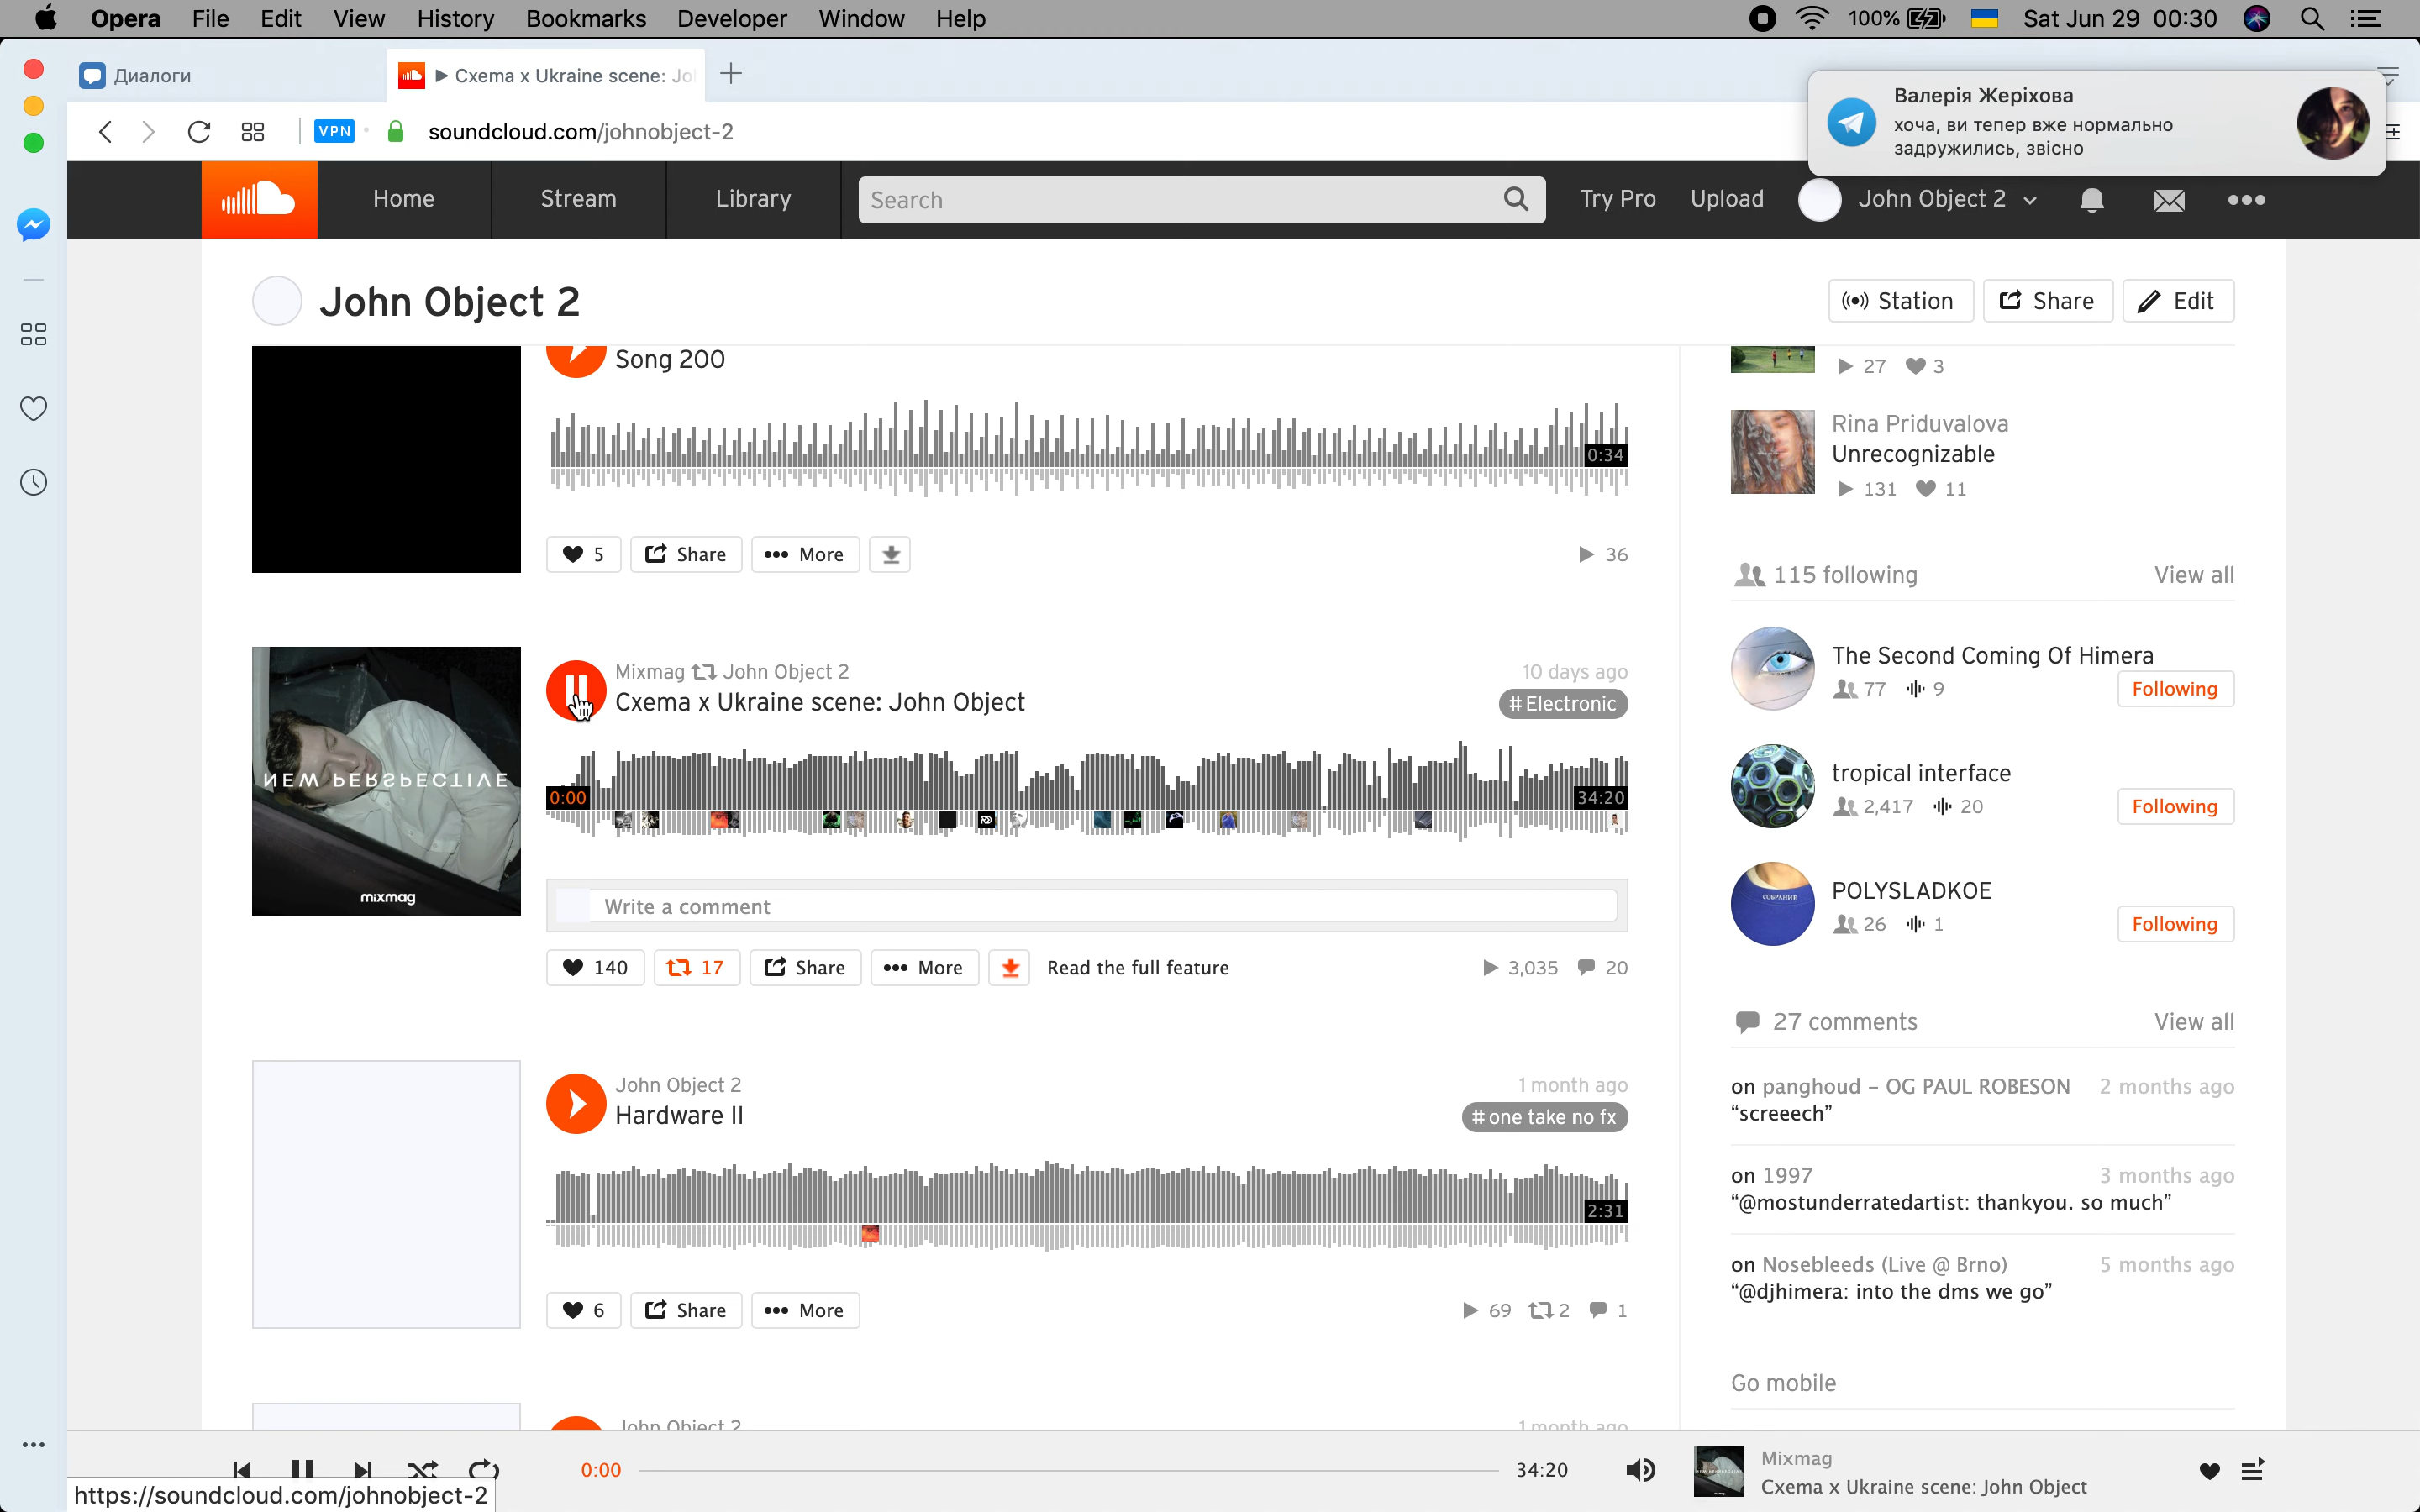 Opera File Edit View History Bookmarks Developer Window Help
100% Sat Jun 29 00:30
Диалоги
Cxema x Ukraine scene: Jo
Валерія Жеріхова
хоча, ви тепер вже нормально
задружились, звісно
VPN soundcloud.com/johnobject-2
Home Stream Library Search Try Pro Upload John Object 2
John Object 2
Station Share Edit
Song 200
0:34
5 Share More 36
Mixmag John Object 2 10 days ago
Cxema x Ukraine scene: John Object # Electronic
NEW PERSPECTIVE
mixmag
0:00 34:20
Write a comment
140 17 Share More Read the full feature 3,035 20
John Object 2 1 month ago
Hardware II # one take no fx
2:31
6 Share More 69 2 1
John Object 2 1 month ago
27 3
Rina Priduvalova
Unrecognizable
131 11
115 following View all
The Second Coming Of Himera
77 9 Following
tropical interface
2,417 20 Following
СОБРАНИЕ
POLYSLADKOE
26 1 Following
27 comments View all
on panghoud – OG PAUL ROBESON 2 months ago
“screeech”
on 1997 3 months ago
“@mostunderratedartist: thankyou. so much”
on Nosebleeds (Live @ Brno) 5 months ago
“@djhimera: into the dms we go”
Go mobile
0:00 34:20
Mixmag
Cxema x Ukraine scene: John Object
https://soundcloud.com/johnobject-2